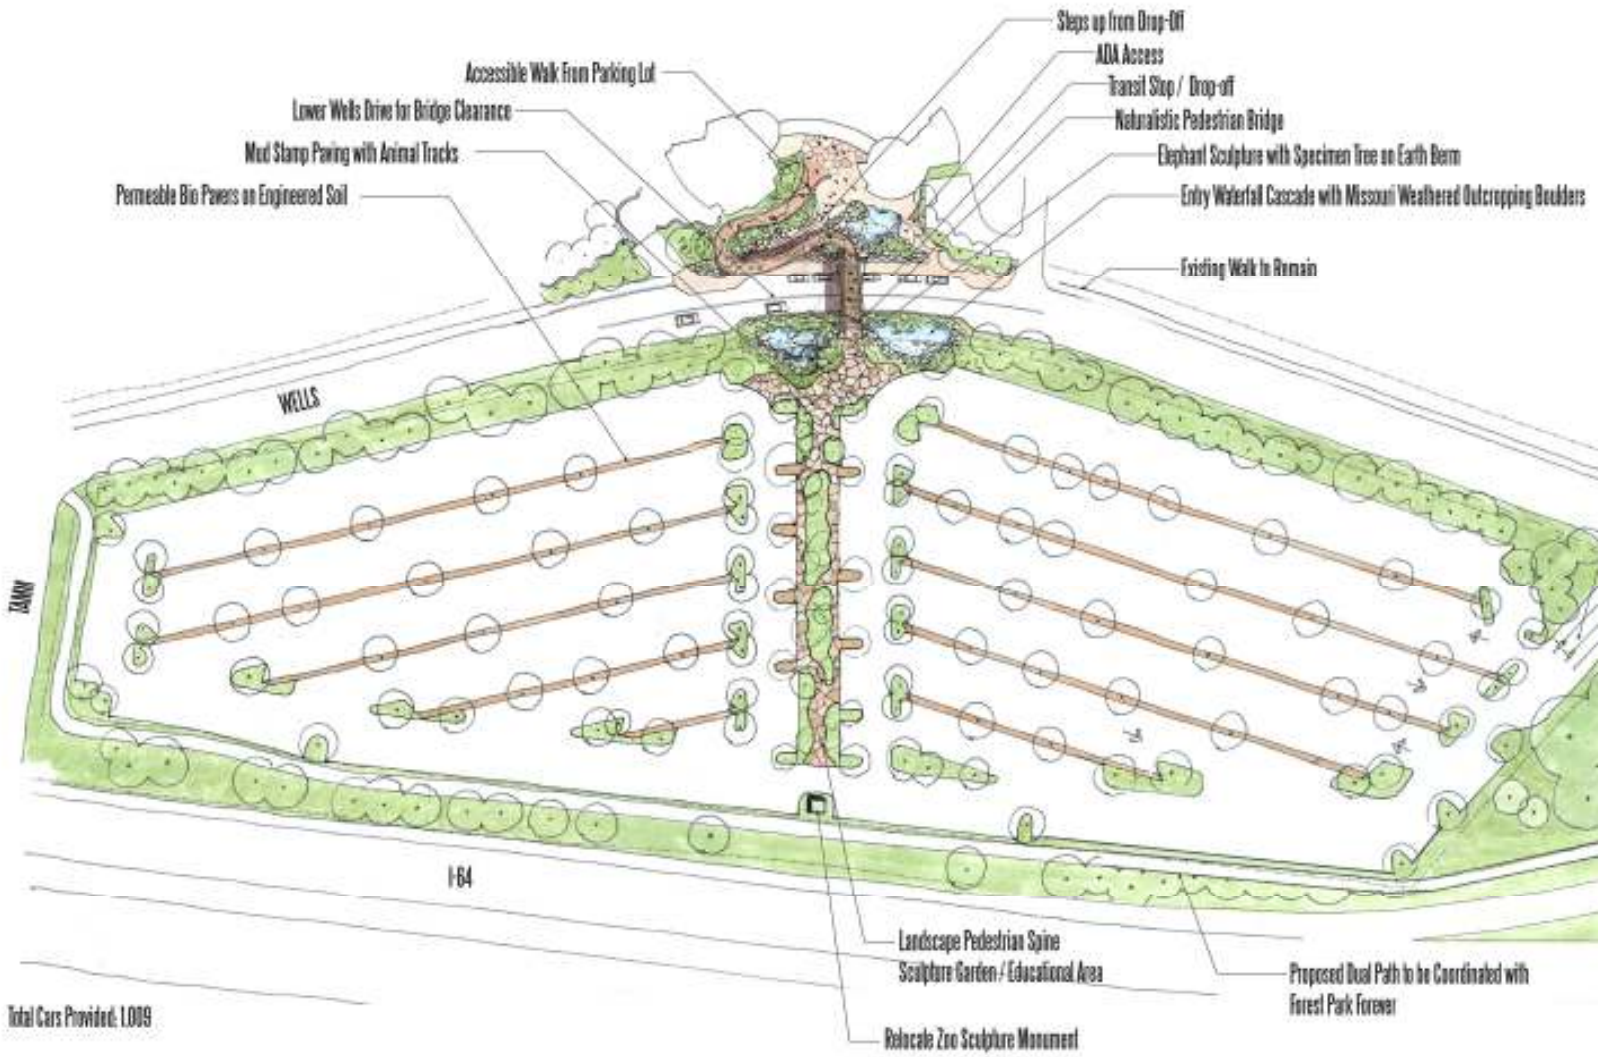 Steps up from Drop-Off
ADA Access
Accessible Walk From Parking Lot
Transit Stop / Drop-off
Lower Wells Drive for Bridge Clearance
Naturalistic Pedestrian Bridge
Mud Stamp Paving with Animal Tracks
Elephant Sculpture with Specimen Tree on Earth Berm
Permeable Bio Pavers on Engineered Soil
Entry Waterfall Cascade with Missouri Weathered Outcropping Boulders
Existing Walk to Remain
WELLS
TAMM
I-64
Landscape Pedestrian Spine
Sculpture Garden / Educational Area
Proposed Dual Path to be Coordinated with
Forest Park Forever
Total Cars Provided: 1,009
Relocate Zoo Sculpture Monument